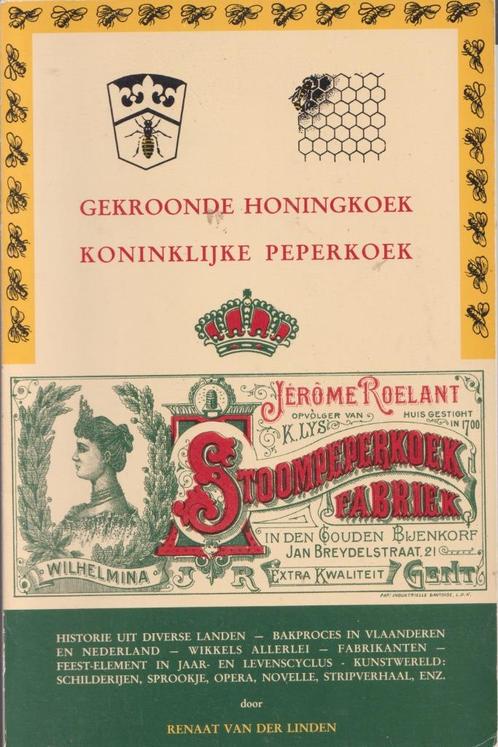 GEKROONDE HONINGKOEK
KONINKLIJKE PEPERKOEK
JÉRÔME ROELANT
OPVOLGER VAN
K. LYS
HUIS GESTIGHT
IN 1700
STOOMPEPERKOEK
FABRIEK
IN DEN GOUDEN BIJENKORF
JAN BREYDELSTRAAT. 21
WILHELMINA
J R
EXTRA KWALITEIT
GENT
HISTORIE UIT DIVERSE LANDEN — BAKPROCES IN VLAANDEREN
EN NEDERLAND — WIKKELS ALLERLEI — FABRIKANTEN —
FEEST-ELEMENT IN JAAR- EN LEVENSCYCLUS - KUNSTWERELD:
SCHILDERIJEN, SPROOKJE, OPERA, NOVELLE, STRIPVERHAAL, ENZ.
door
RENAAT VAN DER LINDEN